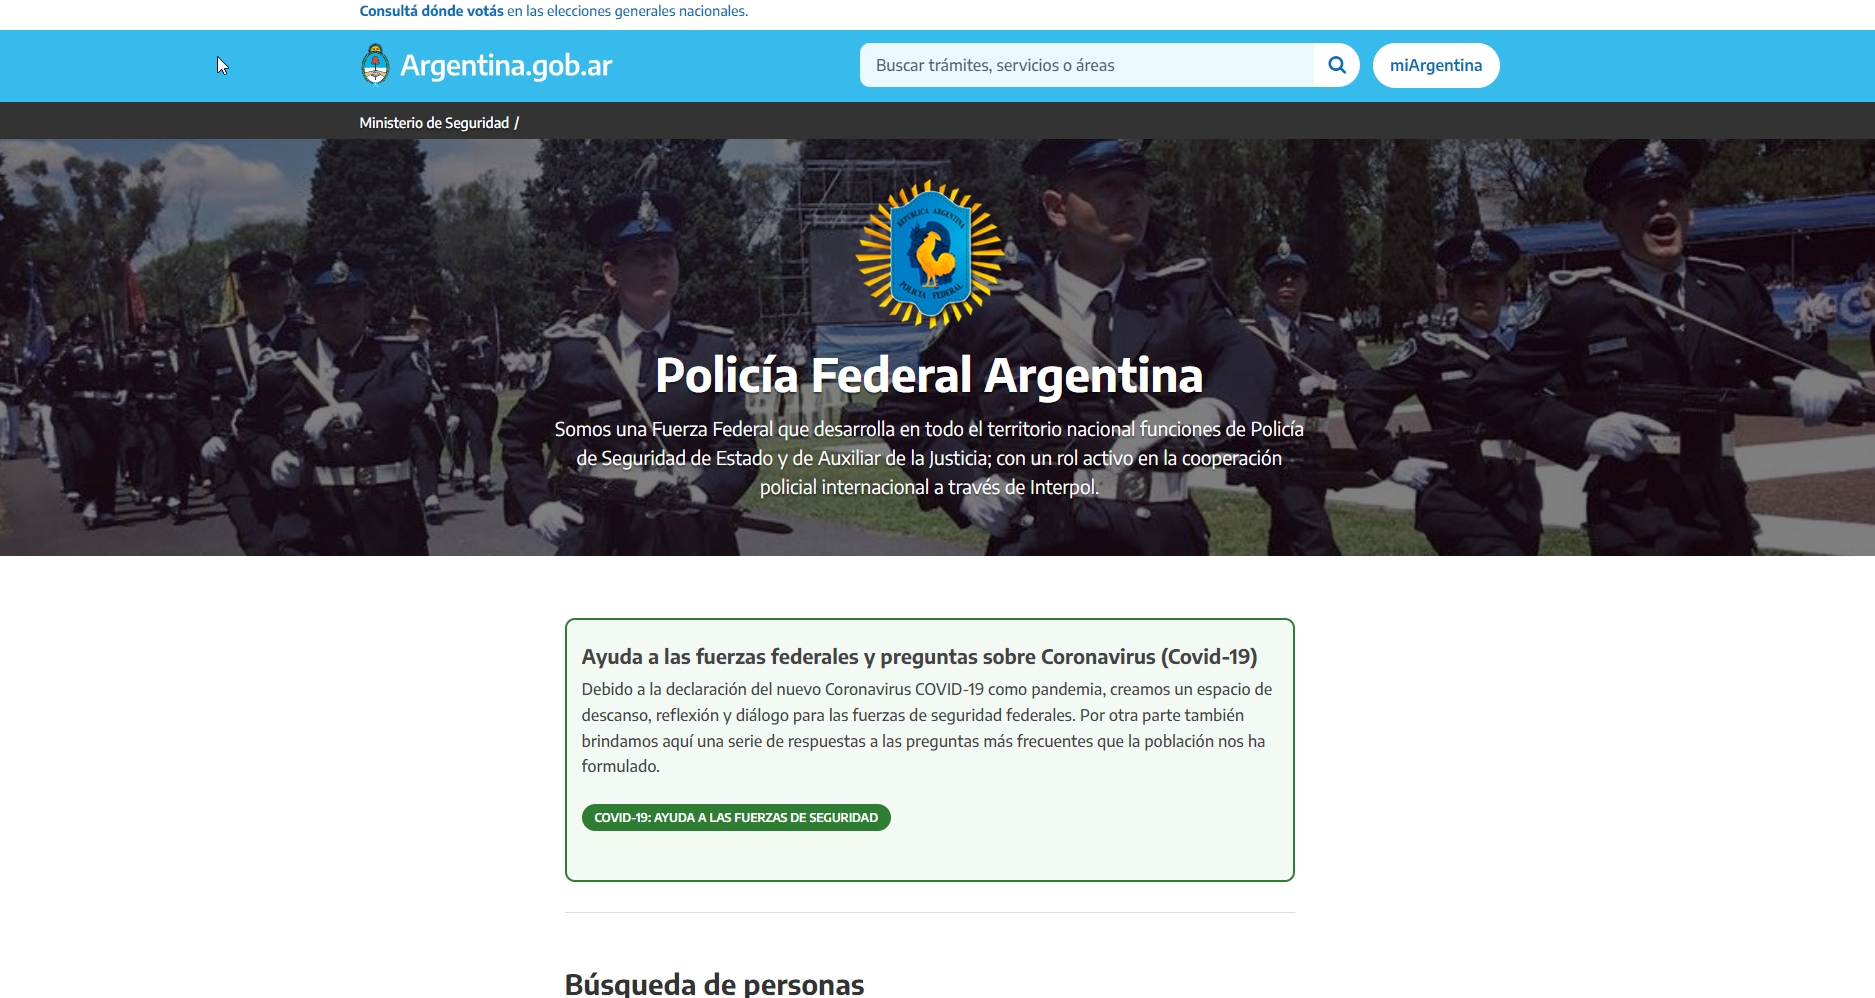 Consultá dónde votás en las elecciones generales nacionales.
Argentina.gob.ar
Buscar trámites, servicios o áreas
miArgentina
Ministerio de Seguridad /
REPUBLICA ARGENTINA
POLICIA FEDERAL
Policía Federal Argentina
Somos una Fuerza Federal que desarrolla en todo el territorio nacional funciones de Policía
de Seguridad de Estado y de Auxiliar de la Justicia; con un rol activo en la cooperación
policial internacional a través de Interpol.
Ayuda a las fuerzas federales y preguntas sobre Coronavirus (Covid-19)
Debido a la declaración del nuevo Coronavirus COVID-19 como pandemia, creamos un espacio de
descanso, reflexión y diálogo para las fuerzas de seguridad federales. Por otra parte también
brindamos aquí una serie de respuestas a las preguntas más frecuentes que la población nos ha
formulado.
COVID-19: AYUDA A LAS FUERZAS DE SEGURIDAD
Búsqueda de personas